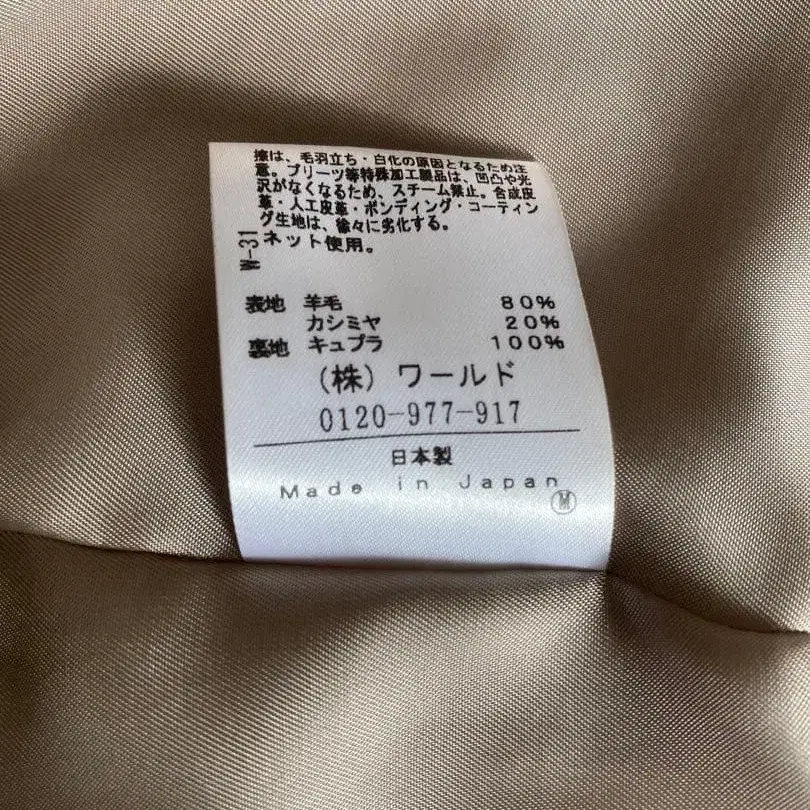 擦は、毛羽立ち・白化の原因となるため注
意。プリーツ等特殊加工製品は、凹凸や光
沢がなくなるため、スチーム禁止。合成皮
革・人工皮革・ボンディング・コーティン
グ生地は、徐々に劣化する。
ネット使用。
W-31
表地 羊毛 80%
カシミヤ 20%
裏地 キュプラ 100%
(株) ワールド
0120-977-917
日本製
Made in Japan
M